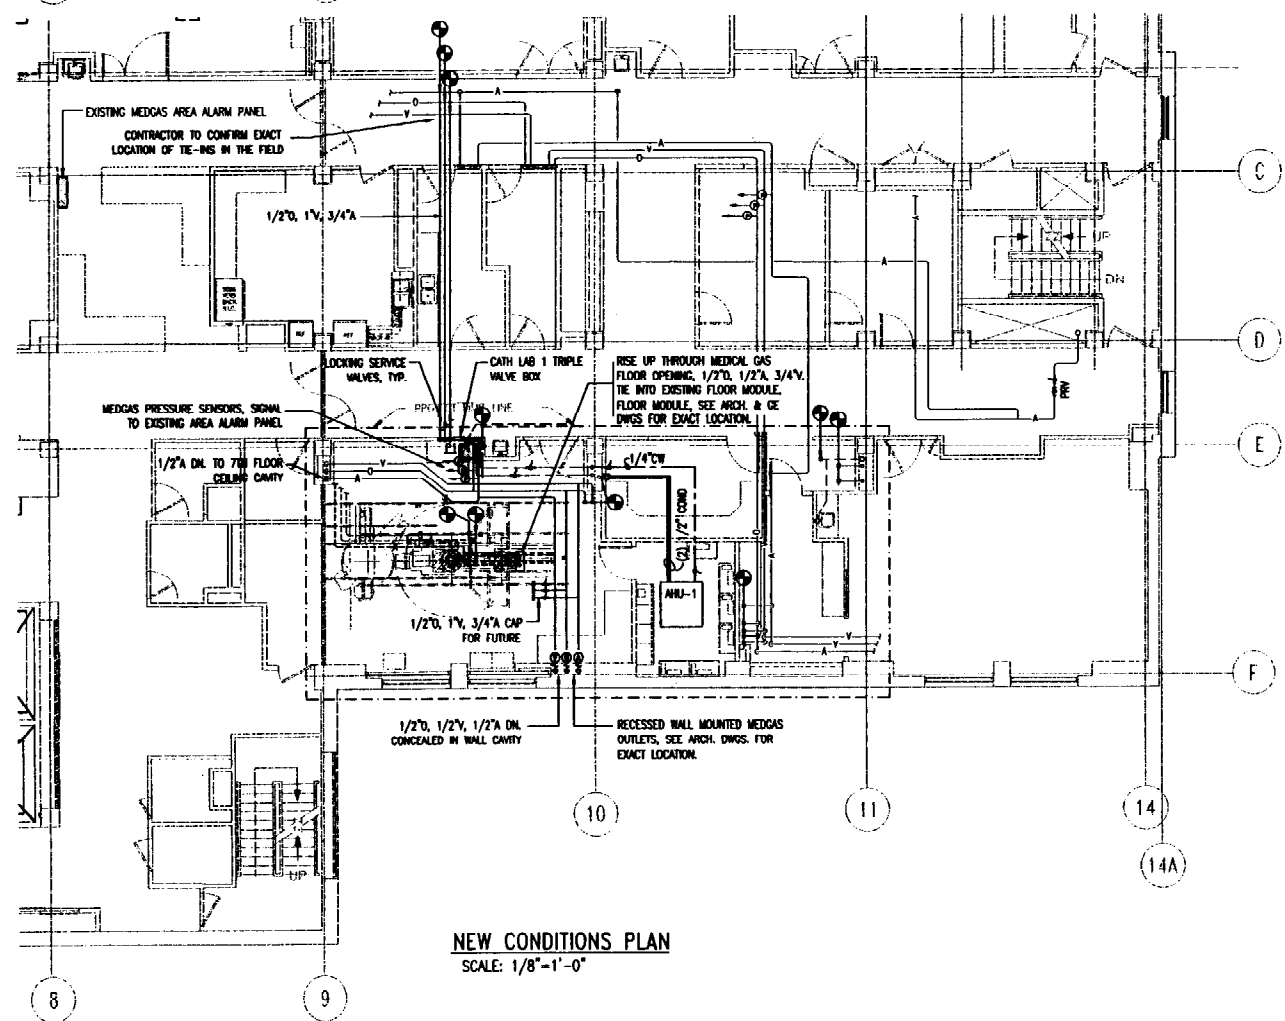 EXISTING MEDGAS AREA ALARM PANEL
CONTRACTOR TO CONFIRM EXACT
LOCATION OF TIE-INS IN THE FIELD
A
O
V
A
V
O
C
1/2"O, 1"V, 3/4"A
A
UP
DN
REF
REF
D
LOCKING SERVICE
VALVES, TYP.
CATH LAB 1 TRIPLE
VALVE BOX
RISE UP THROUGH MEDICAL GAS
FLOOR OPENING, 1/2"O, 1/2"A, 3/4"V.
TIE INTO EXISTING FLOOR MODULE,
FLOOR MODULE, SEE ARCH. & GE
DWGS FOR EXACT LOCATION.
PRV
A
MEDGAS PRESSURE SENSORS, SIGNAL
TO EXISTING AREA ALARM PANEL
E
1/2"A DN. TO 7TH FLOOR
CEILING CAVITY
V
O
A
1/4"CW
(2) 1/2" COND
AHU-1
1/2"O, 1"V, 3/4"A CAP
FOR FUTURE
V
V
A
F
1/2"O, 1/2"V, 1/2"A DN.
CONCEALED IN WALL CAVITY
RECESSED WALL MOUNTED MEDGAS
OUTLETS, SEE ARCH. DWGS. FOR
EXACT LOCATION.
10
11
14
14A
UP
NEW CONDITIONS PLAN
SCALE: 1/8"=1'-0"
8
9